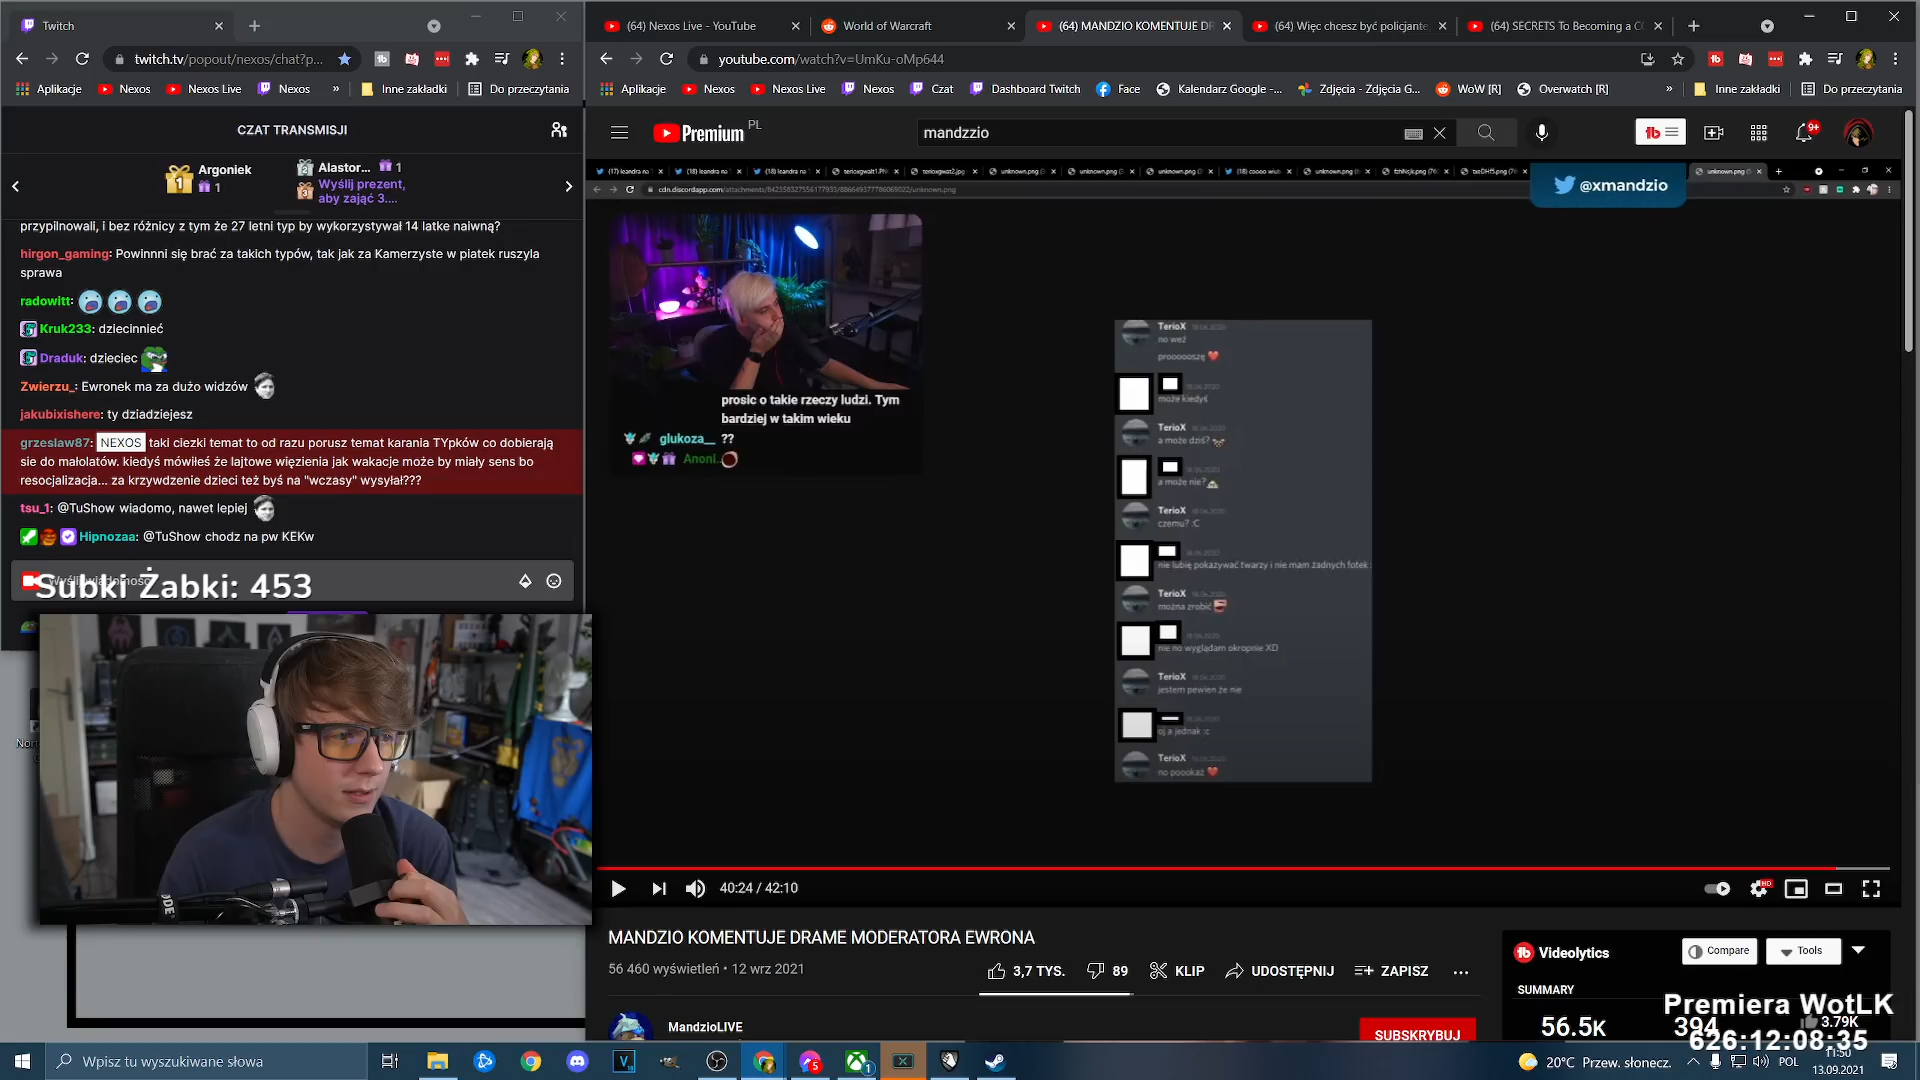 Twitch
twitch.tv/popout/nexos/chat?p...
Aplikacje
Nexos
Nexos Live
Nexos
»
Inne zakładki
Do przeczytania
CZAT TRANSMISJI
Argoniek
1
Alastor... 1
Wyślij prezent,
aby zająć 3....
przypilnowali, i bez różnicy z tym że 27 letni typ by wykorzystywał 14 latke naiwną?
hirgon_gaming: Powinnni się brać za takich typów, tak jak za Kamerzyste w piatek ruszyla
sprawa
radowitt:
Kruk233: dziecinnieć
Draduk: dzieciec
Zwierzu_: Ewronek ma za dużo widzów
jakubixishere: ty dziadziejesz
grzeslaw87: NEXOS taki ciezki temat to od razu porusz temat karania TYpków co dobierają
sie do małolatów. kiedyś mówiłeś że lajtowe więzienia jak wakacje może by miały sens bo
resocjalizacja... za krzywdzenie dzieci też byś na "wczasy" wysyłał???
tsu_1: @TuShow wiadomo, nawet lepiej
Hipnozaa: @TuShow chodz na pw KEKw
Subki Żabki: 453
(64) Nexos Live - YouTube
World of Warcraft
(64) MANDZIO KOMENTUJE DR
(64) Więc chcesz być policjante
(64) SECRETS To Becoming a C
youtube.com/watch?v=UmKu-oMp644
Aplikacje
Nexos
Nexos Live
Nexos
Czat
Dashboard Twitch
Face
Kalendarz Google -...
Zdjęcia - Zdjęcia G...
WoW [R]
Overwatch [R]
»
Inne zakładki
Do przeczytania
Premium PL
mandzzio
9+
@xmandzio
prosic o takie rzeczy ludzi. Tym
bardziej w takim wieku
glukoza__ ??
Anoni..
TerioX
no weź
proooooszę
może kiedyś
TerioX
a może dziś?
a może nie?
TerioX
czemu? :C
nie lubię pokazywać twarzy i nie mam żadnych fotek :
TerioX
można zrobić
nie no wyglądam okropnie XD
TerioX
jestem pewien że nie
oj a jednak :c
TerioX
no poookaż
40:24 / 42:10
HD
MANDZIO KOMENTUJE DRAME MODERATORA EWRONA
56 460 wyświetleń • 12 wrz 2021
3,7 TYS.
89
KLIP
UDOSTĘPNIJ
ZAPISZ
MandzioLIVE
SUBSKRYBUJ
Videolytics
Compare
Tools
SUMMARY
56.5K
394
3.79K
Premiera WotLK
626:12:08:35
Wpisz tu wyszukiwane słowa
20°C Przew. słonecz.
POL
11:50
13.09.2021